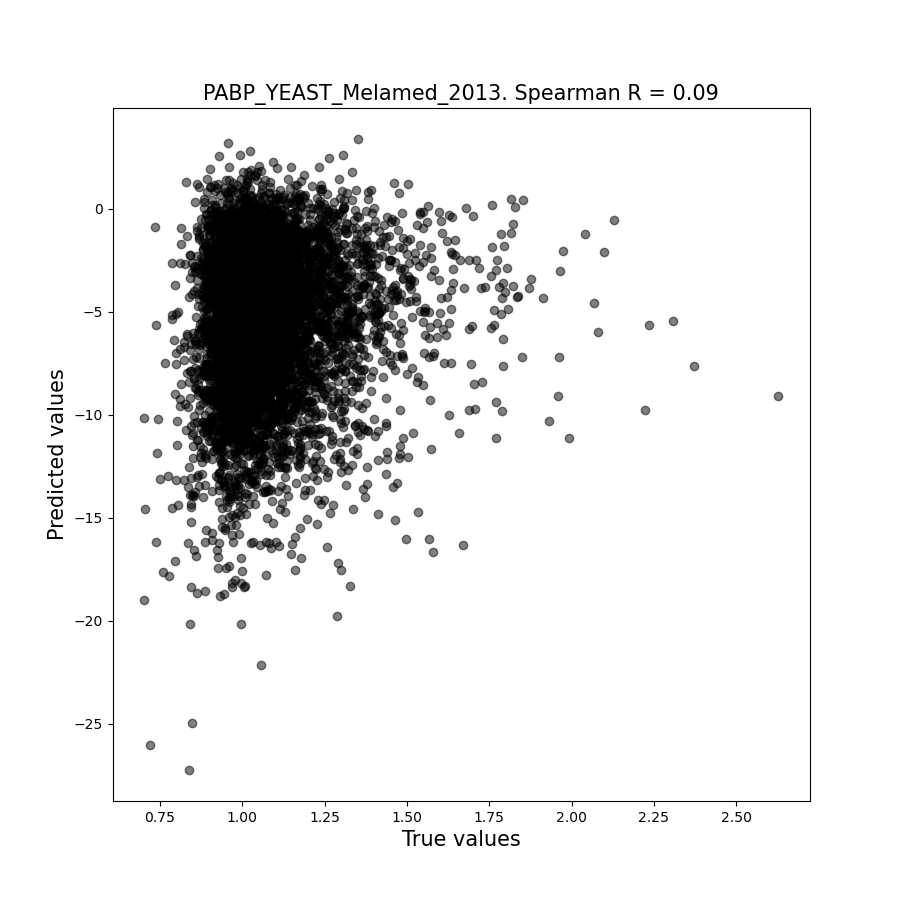 PABP_YEAST_Melamed_2013. Spearman R = 0.09
Predicted values
0
−5
−10
−15
−20
−25
0.75 1.00 1.25 1.50 1.75 2.00 2.25 2.50
True values